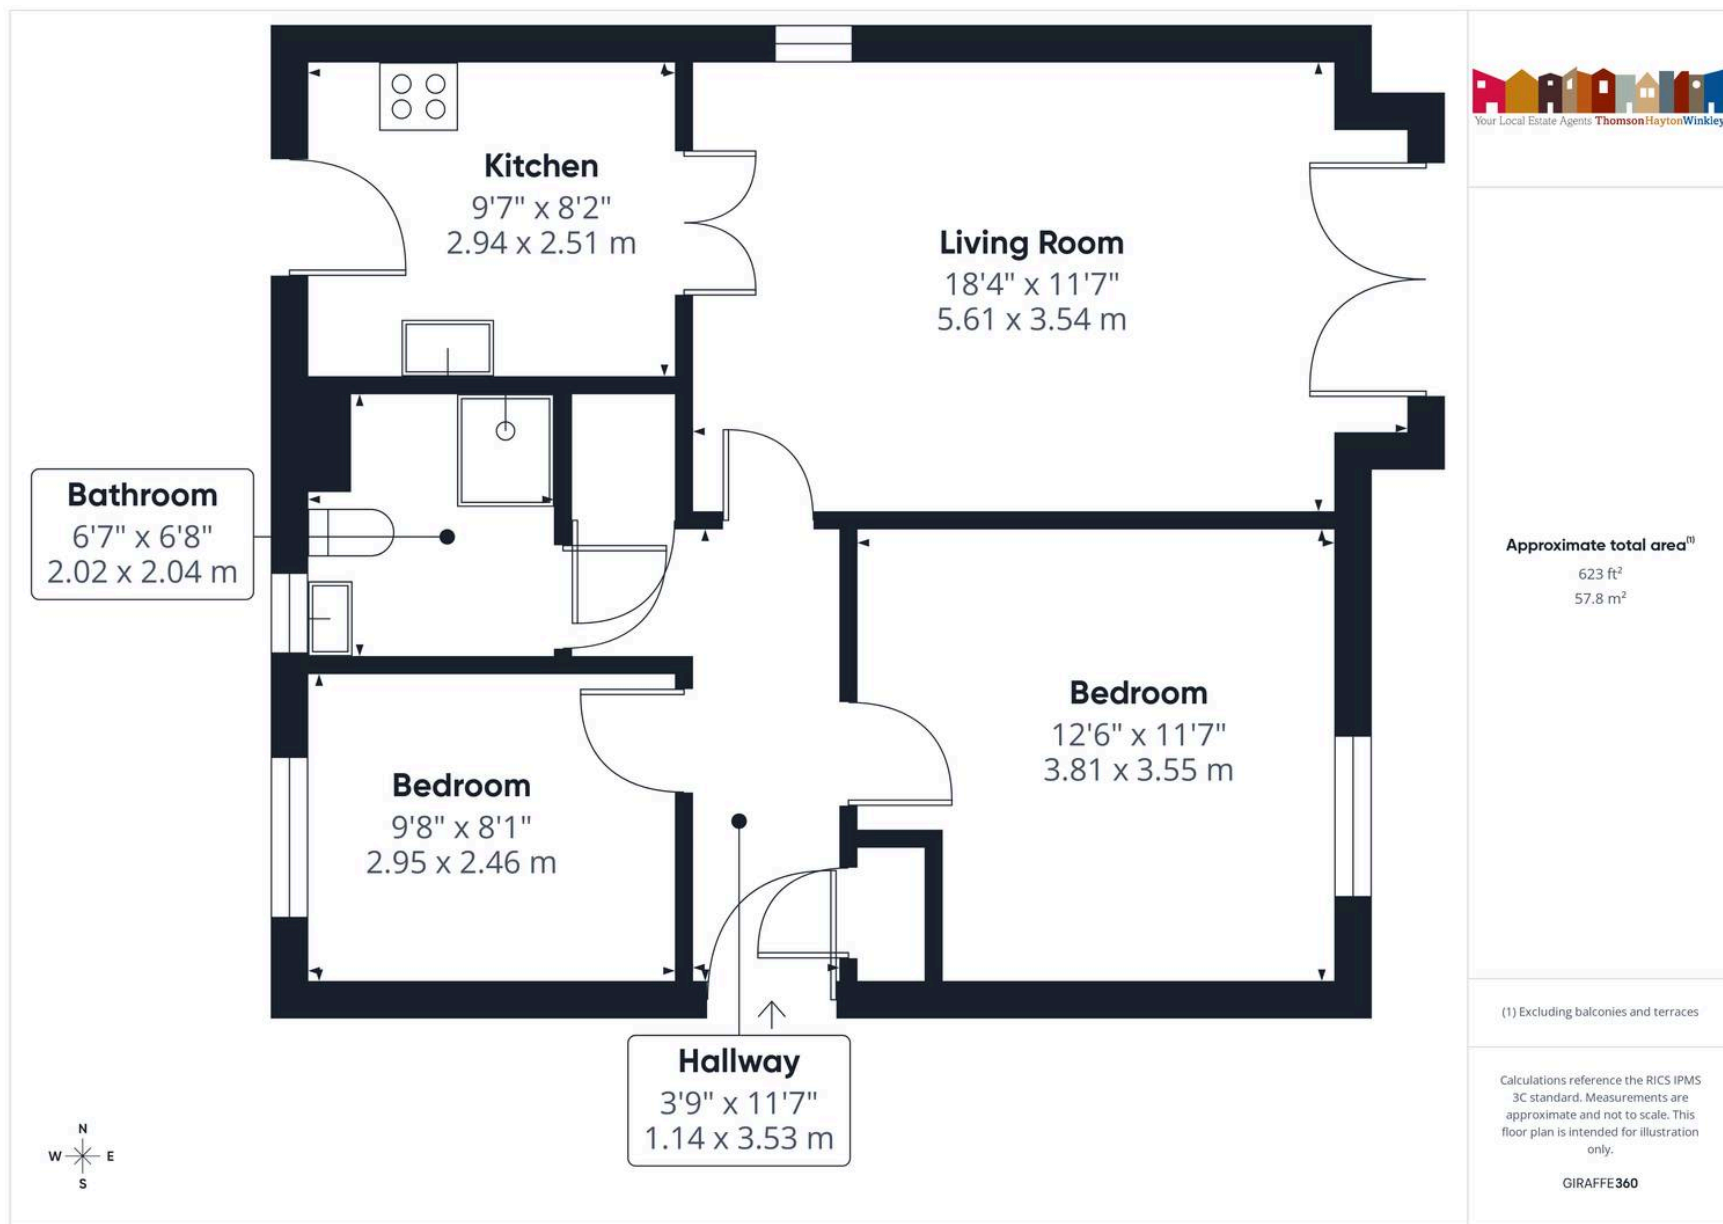 Kitchen
9'7" x 8'2"
2.94 x 2.51 m
Living Room
18'4" x 11'7"
5.61 x 3.54 m
Bathroom
6'7" x 6'8"
2.02 x 2.04 m
Bedroom
9'8" x 8'1"
2.95 x 2.46 m
Bedroom
12'6" x 11'7"
3.81 x 3.55 m
Hallway
3'9" x 11'7"
1.14 x 3.53 m
N
W E
S
Your Local Estate Agents ThomsonHaytonWinkley
Approximate total area(1)
623 ft²
57.8 m²
(1) Excluding balconies and terraces
Calculations reference the RICS IPMS
3C standard. Measurements are
approximate and not to scale. This
floor plan is intended for illustration
only.
GIRAFFE360